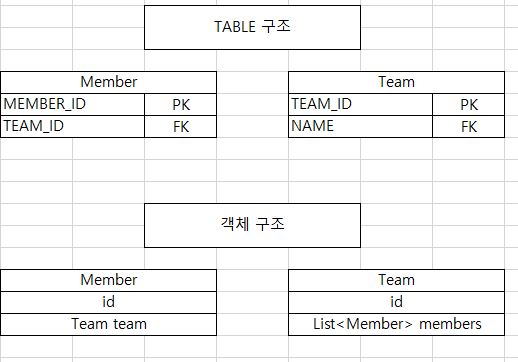 TABLE 구조
Member Team
MEMBER_ID PK TEAM_ID PK
TEAM_ID FK NAME FK
객체 구조
Member Team
id id
Team team List<Member> members